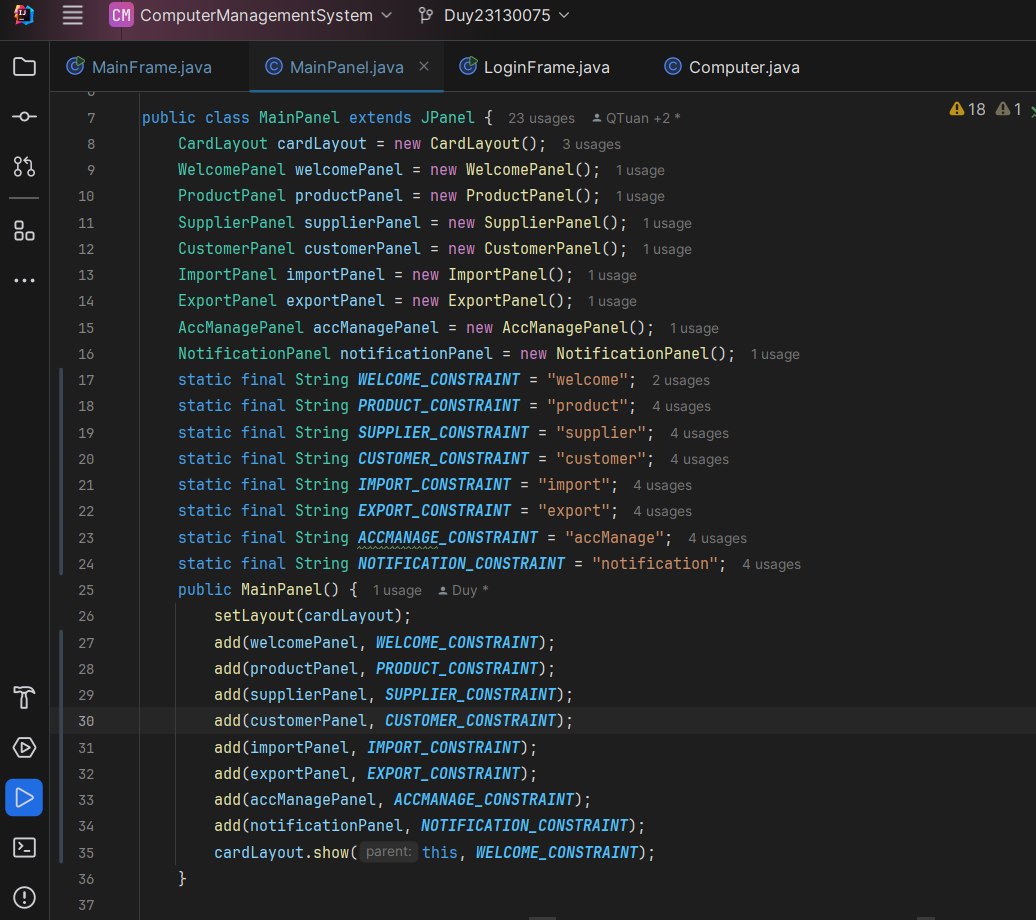 CM ComputerManagementSystem Duy23130075
MainFrame.java MainPanel.java LoginFrame.java Computer.java
18 1
7 public class MainPanel extends JPanel { 23 usages QTuan +2 *
8 CardLayout cardLayout = new CardLayout(); 3 usages
9 WelcomePanel welcomePanel = new WelcomePanel(); 1 usage
10 ProductPanel productPanel = new ProductPanel(); 1 usage
11 SupplierPanel supplierPanel = new SupplierPanel(); 1 usage
12 CustomerPanel customerPanel = new CustomerPanel(); 1 usage
13 ImportPanel importPanel = new ImportPanel(); 1 usage
14 ExportPanel exportPanel = new ExportPanel(); 1 usage
15 AccManagePanel accManagePanel = new AccManagePanel(); 1 usage
16 NotificationPanel notificationPanel = new NotificationPanel(); 1 usage
17 static final String WELCOME_CONSTRAINT = "welcome"; 2 usages
18 static final String PRODUCT_CONSTRAINT = "product"; 4 usages
19 static final String SUPPLIER_CONSTRAINT = "supplier"; 4 usages
20 static final String CUSTOMER_CONSTRAINT = "customer"; 4 usages
21 static final String IMPORT_CONSTRAINT = "import"; 4 usages
22 static final String EXPORT_CONSTRAINT = "export"; 4 usages
23 static final String ACCMANAGE_CONSTRAINT = "accManage"; 4 usages
24 static final String NOTIFICATION_CONSTRAINT = "notification"; 4 usages
25 public MainPanel() { 1 usage Duy *
26 setLayout(cardLayout);
27 add(welcomePanel, WELCOME_CONSTRAINT);
28 add(productPanel, PRODUCT_CONSTRAINT);
29 add(supplierPanel, SUPPLIER_CONSTRAINT);
30 add(customerPanel, CUSTOMER_CONSTRAINT);
31 add(importPanel, IMPORT_CONSTRAINT);
32 add(exportPanel, EXPORT_CONSTRAINT);
33 add(accManagePanel, ACCMANAGE_CONSTRAINT);
34 add(notificationPanel, NOTIFICATION_CONSTRAINT);
35 cardLayout.show( parent: this, WELCOME_CONSTRAINT);
36 }
37